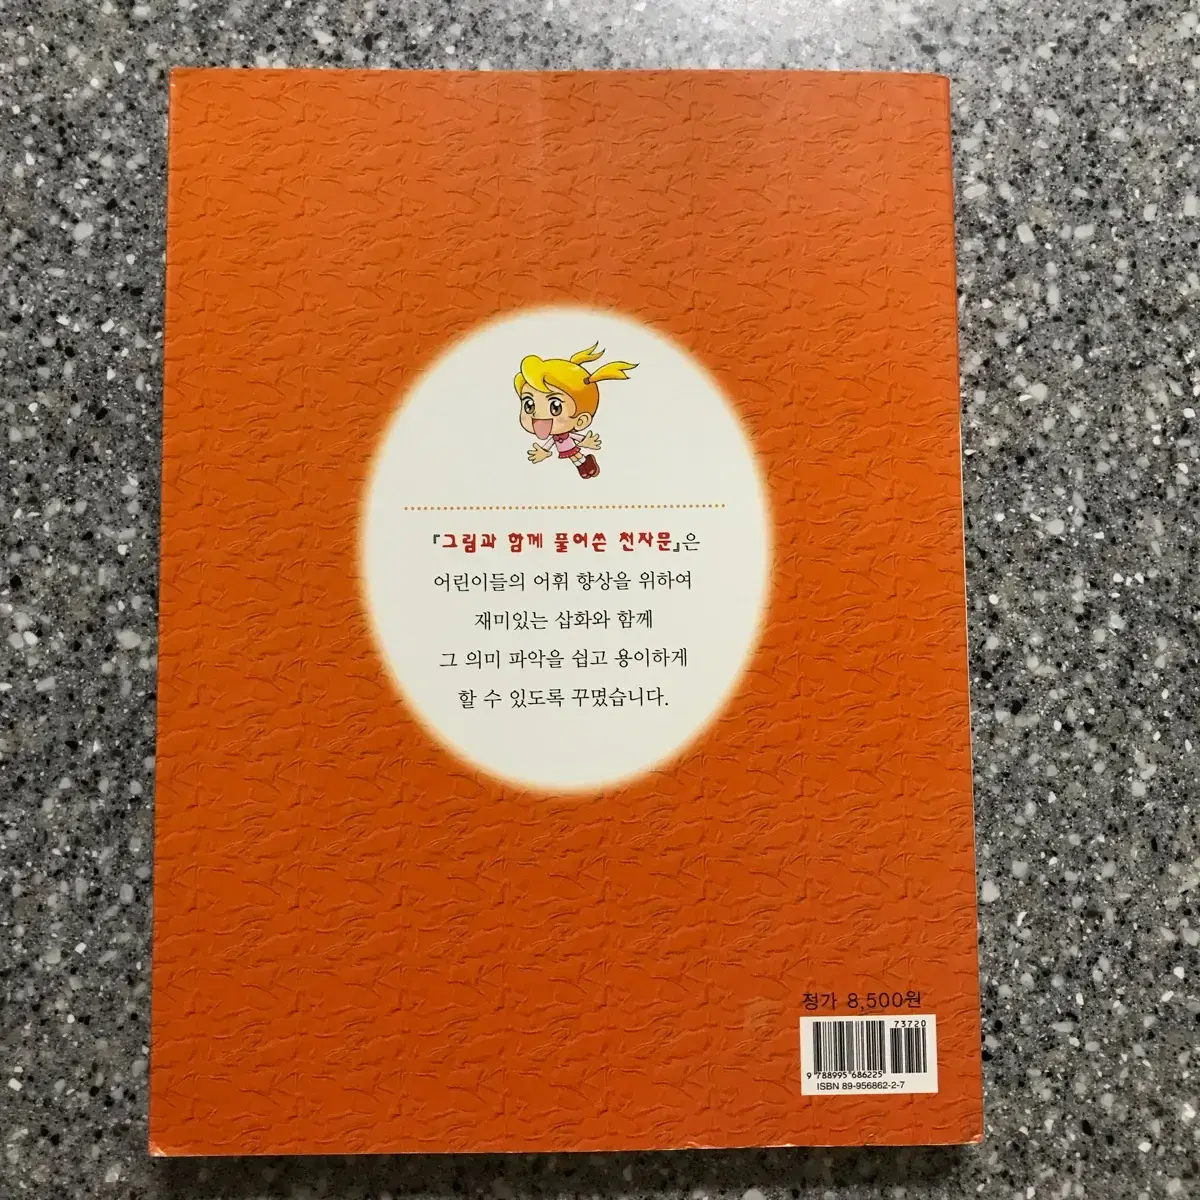 『그림과 함께 풀어쓴 천자문』은
어린이들의 어휘 향상을 위하여
재미있는 삽화와 함께
그 의미 파악을 쉽고 용이하게
할 수 있도록 꾸몄습니다.
정가 8,500원
73720
9 788995 686225
ISBN 89-956862-2-7